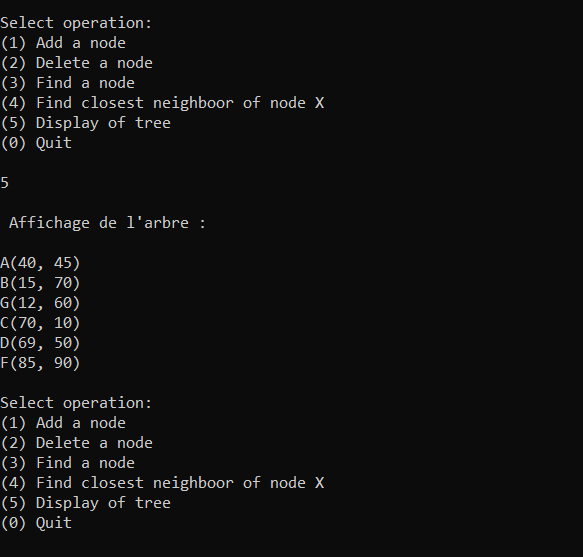 Select operation:
(1) Add a node
(2) Delete a node
(3) Find a node
(4) Find closest neighboor of node X
(5) Display of tree
(0) Quit
5
Affichage de l'arbre :
A(40, 45)
B(15, 70)
G(12, 60)
C(70, 10)
D(69, 50)
F(85, 90)
Select operation:
(1) Add a node
(2) Delete a node
(3) Find a node
(4) Find closest neighboor of node X
(5) Display of tree
(0) Quit